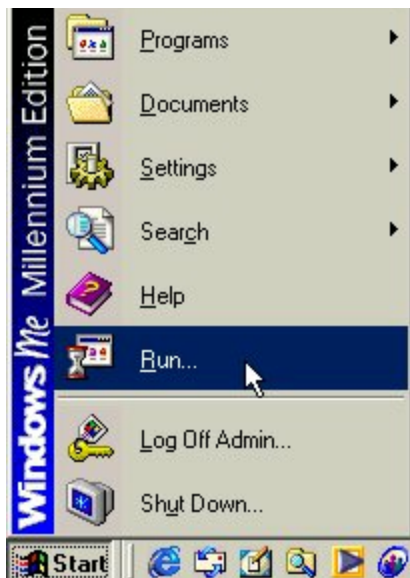 Windows Me Millennium Edition
Programs
Documents
Settings
Search
Help
Run...
Log Off Admin...
Shut Down...
Start